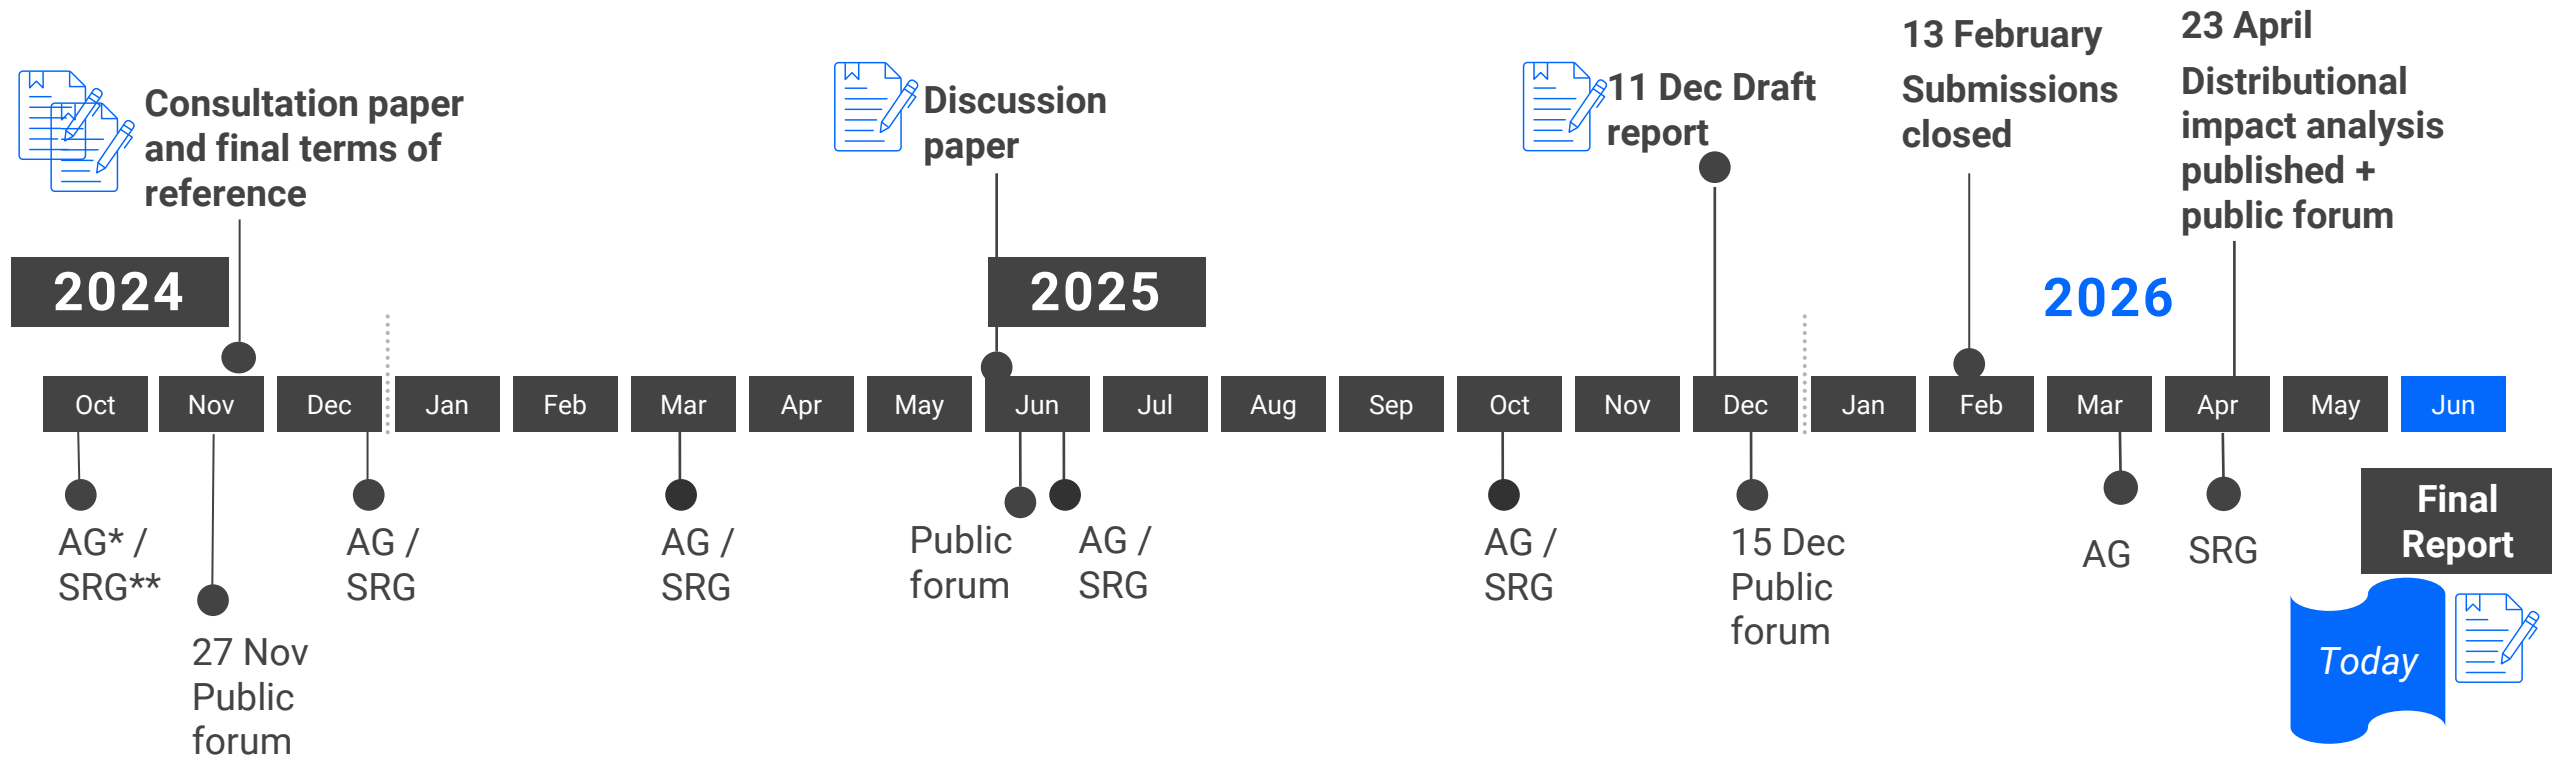 Consultation paper
and final terms of
reference
Discussion
paper
11 Dec Draft
report
13 February
Submissions
closed
23 April
Distributional
impact analysis
published +
public forum
2024
2025
2026
Oct
Nov
Dec
Jan
Feb
Mar
Apr
May
Jun
Jul
Aug
Sep
Oct
Nov
Dec
Jan
Feb
Mar
Apr
May
Jun
AG* /
SRG**
27 Nov
Public
forum
AG /
SRG
AG /
SRG
Public
forum
AG /
SRG
AG /
SRG
15 Dec
Public
forum
AG
SRG
Final
Report
Today